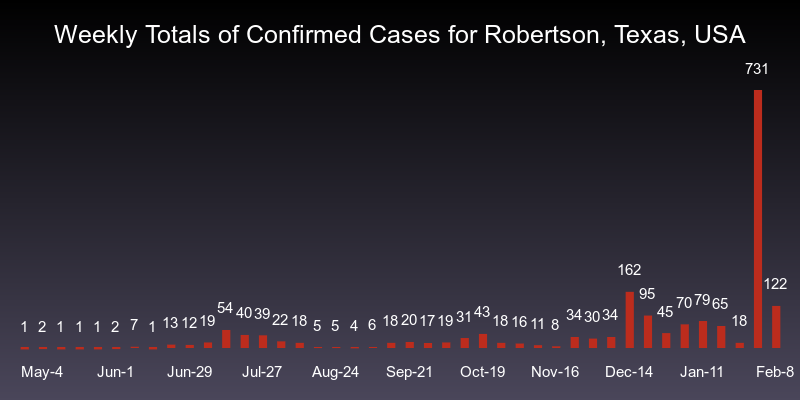 Weekly Totals of Confirmed Cases for Robertson, Texas, USA
731
162
122
54 95
40 39 31 43 34 30 34 45 70 79 65
1 2 1 1 1 2 7 1 13 12 19 22 18 5 5 4 6 18 20 17 19 18 16 11 8 18
May-4 Jun-1 Jun-29 Jul-27 Aug-24 Sep-21 Oct-19 Nov-16 Dec-14 Jan-11 Feb-8